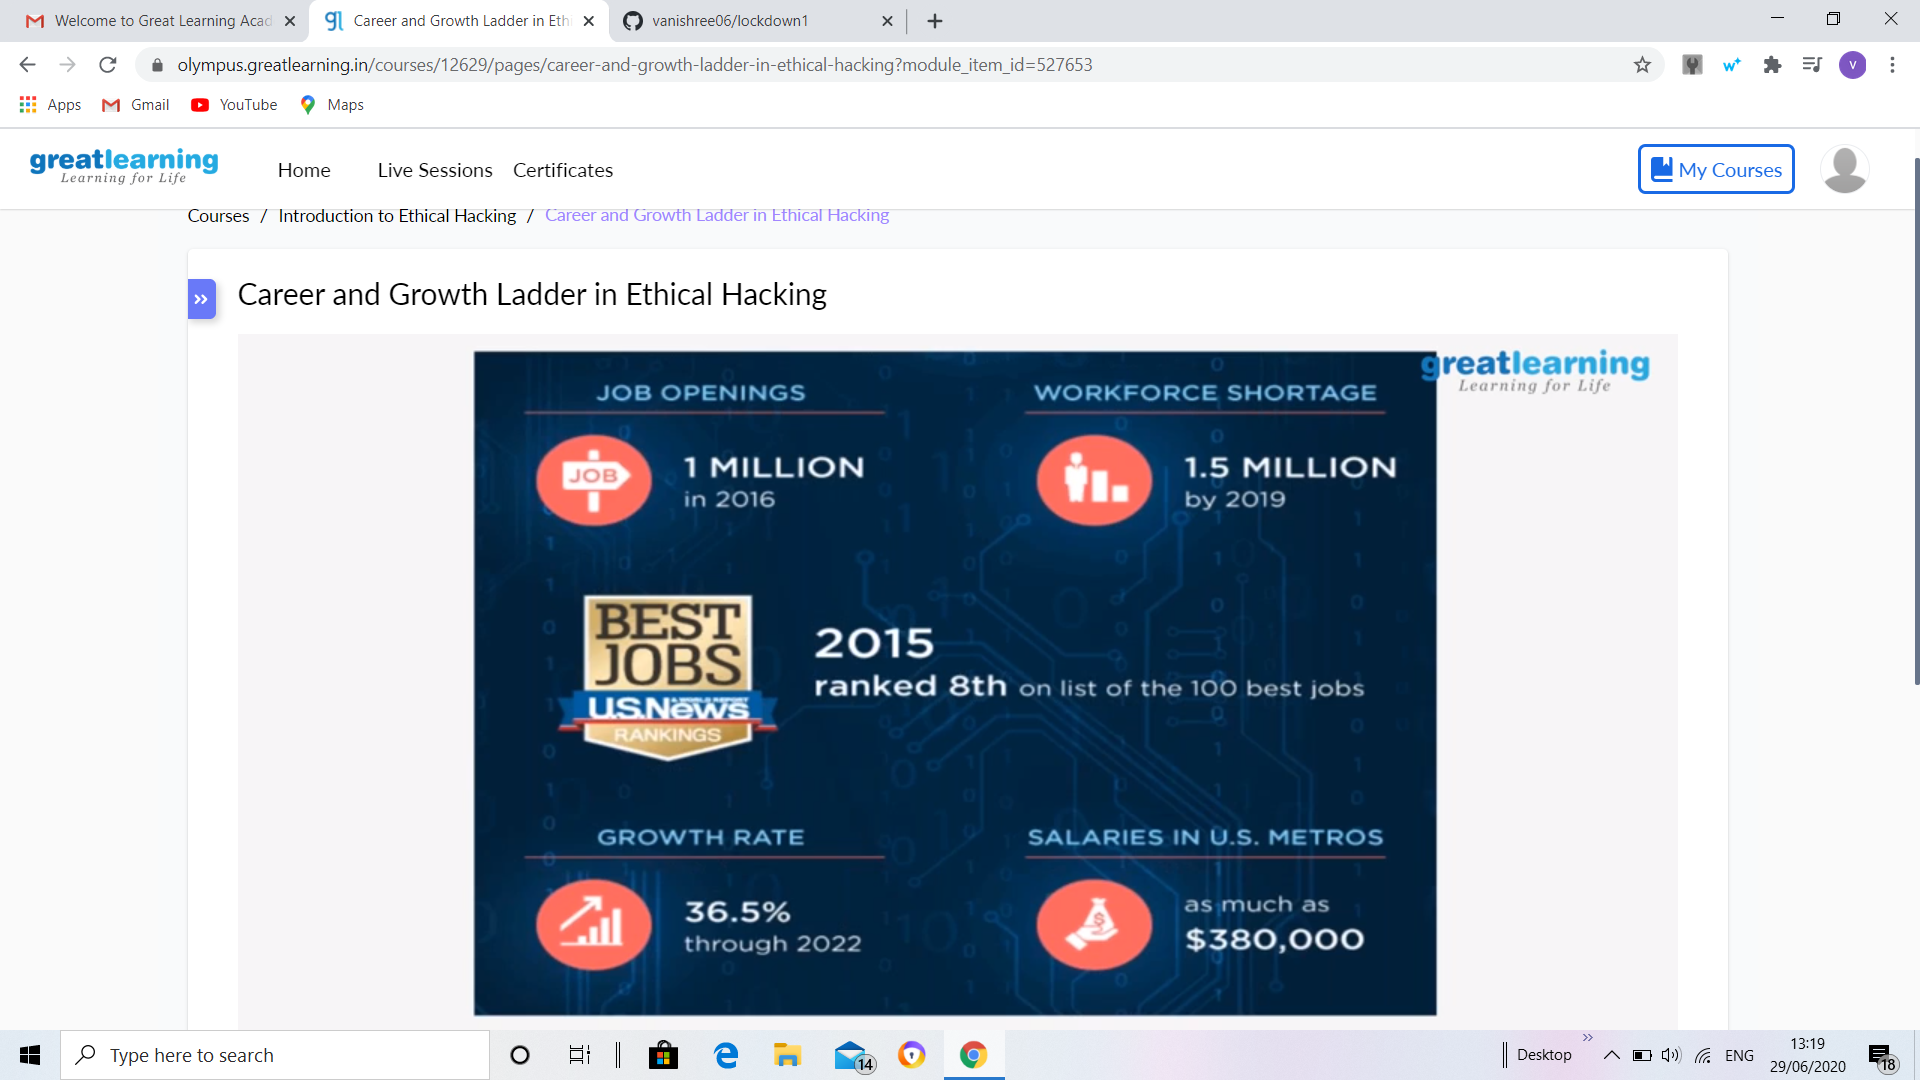 Welcome to Great Learning Acad
Career and Growth Ladder in Eth
vanishree06/lockdown1
olympus.greatlearning.in/courses/12629/pages/career-and-growth-ladder-in-ethical-hacking?module_item_id=527653
w+
V
Apps
Gmail
YouTube
Maps
greatlearning
Learning for Life
Home
Live Sessions
Certificates
My Courses
Courses / Introduction to Ethical Hacking / Career and Growth Ladder in Ethical Hacking
»
Career and Growth Ladder in Ethical Hacking
greatlearning
Learning for Life
JOB OPENINGS
JOB
1 MILLION
in 2016
WORKFORCE SHORTAGE
1.5 MILLION
by 2019
BEST
JOBS
U.S.News
& WORLD REPORT
RANKINGS
2015
ranked 8th on list of the 100 best jobs
GROWTH RATE
36.5%
through 2022
SALARIES IN U.S. METROS
as much as
$380,000
Type here to search
14
Desktop
»
ENG
13:19
29/06/2020
18